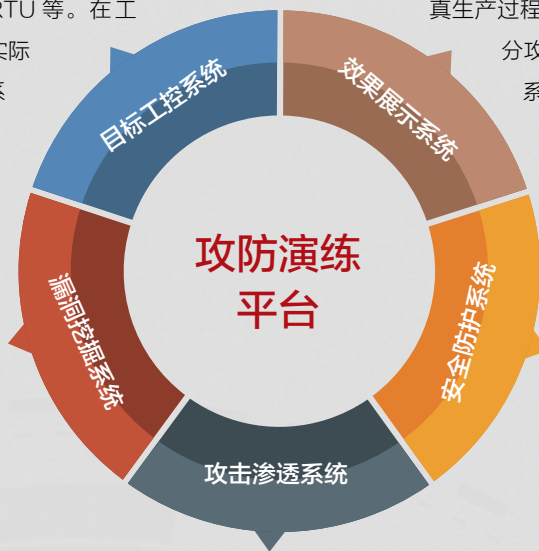 RTU 等。在工
实际
系
真生产过程
分攻
系
目标工控系统
效果展示系统
攻防演练
平台
漏洞挖掘系统
安全防护系统
攻击渗透系统